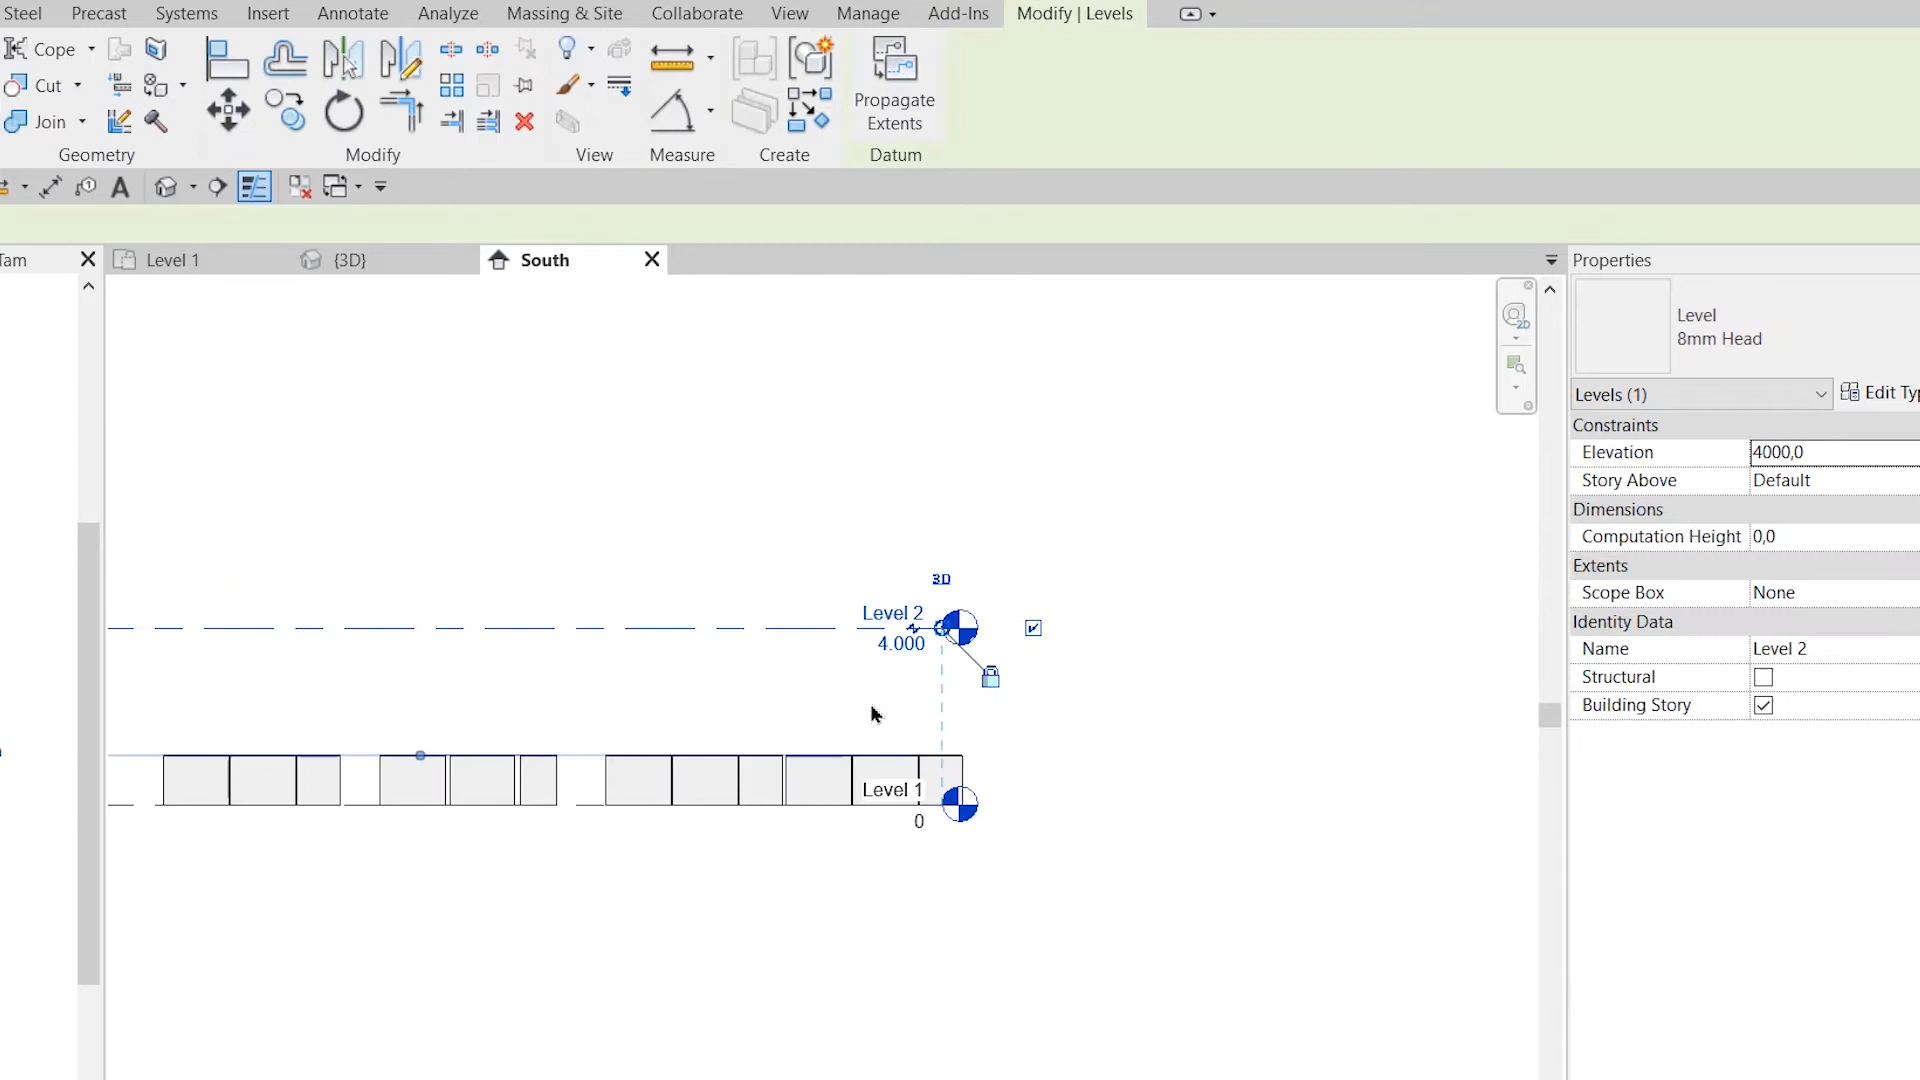 Steel Precast Systems Insert Annotate Analyze Massing & Site Collaborate View Manage Add-Ins Modify | Levels
Cope
Cut
Join
Propagate
Extents
Geometry Modify View Measure Create Datum
A
Tam Level 1 {3D} South Properties
2D
Level
8mm Head
Levels (1) Edit Typ
Constraints
Elevation 4000,0
Story Above Default
Dimensions
Computation Height 0,0
Extents
Scope Box None
Identity Data
Name Level 2
Structural
Building Story
3D
Level 2
4.000
Level 1
0